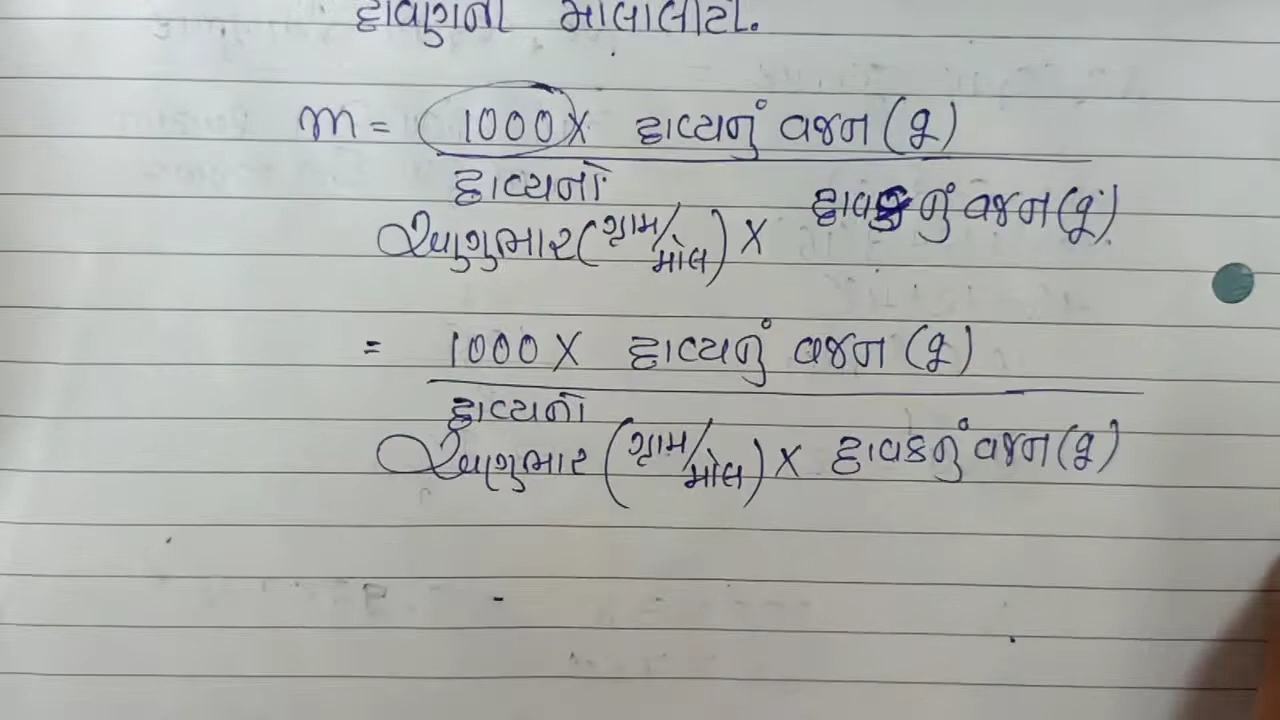 દ્રાવણની મોલાલીટી.
m = 1000 × દ્રાવ્યનું વજન (g)
દ્રાવ્યનો
અણુભાર (ગ્રામ/મોલ) × દ્રાવકનું વજન (g)
= 1000 × દ્રાવ્યનું વજન (g)
દ્રાવ્યનો
અણુભાર (ગ્રામ/મોલ) × દ્રાવકનું વજન (g)